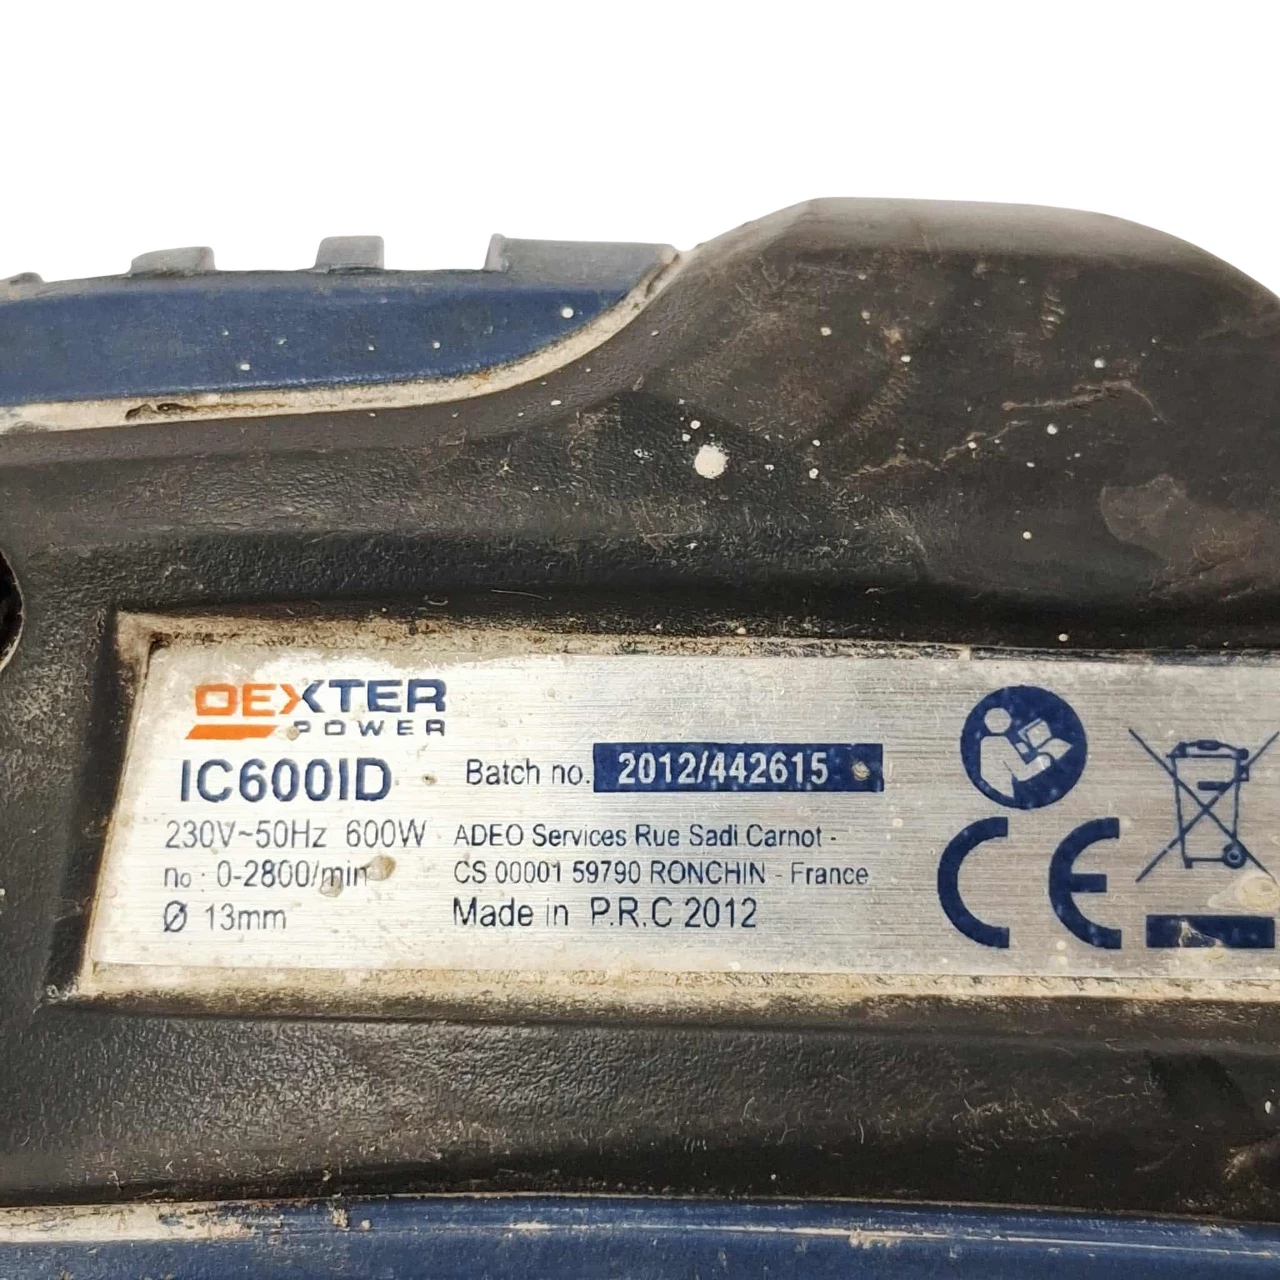 DEXTER
POWER
IC600ID
Batch no. 2012/442615
230V~50Hz 600W
ADEO Services Rue Sadi Carnot -
no : 0-2800/min
CS 00001 59790 RONCHIN - France
Ø 13mm
Made in P.R.C 2012
CE